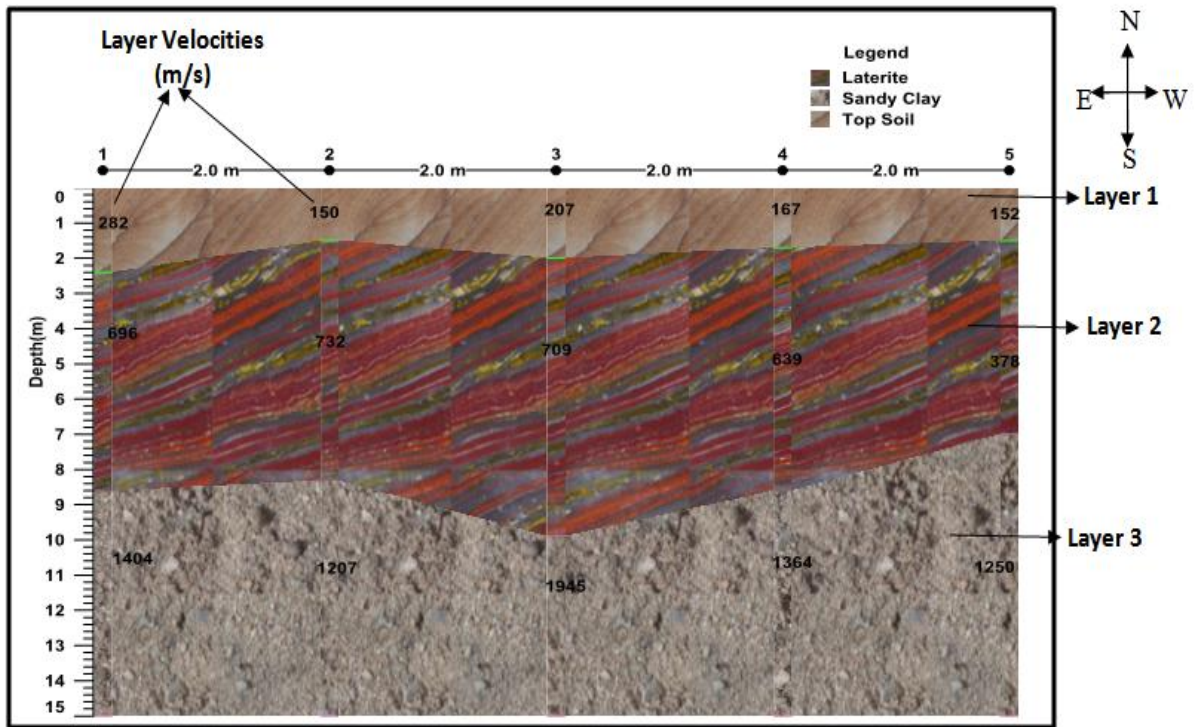 Layer Velocities
(m/s)
Legend
Laterite
Sandy Clay
Top Soil
N
E W
S
1 2 3 4 5
2.0 m 2.0 m 2.0 m 2.0 m
Depth(m)
0
1
2
3
4
5
6
7
8
9
10
11
12
13
14
15
282 150 207 167 152
696 732 709 639 378
1404 1207 1945 1364 1250
Layer 1
Layer 2
Layer 3